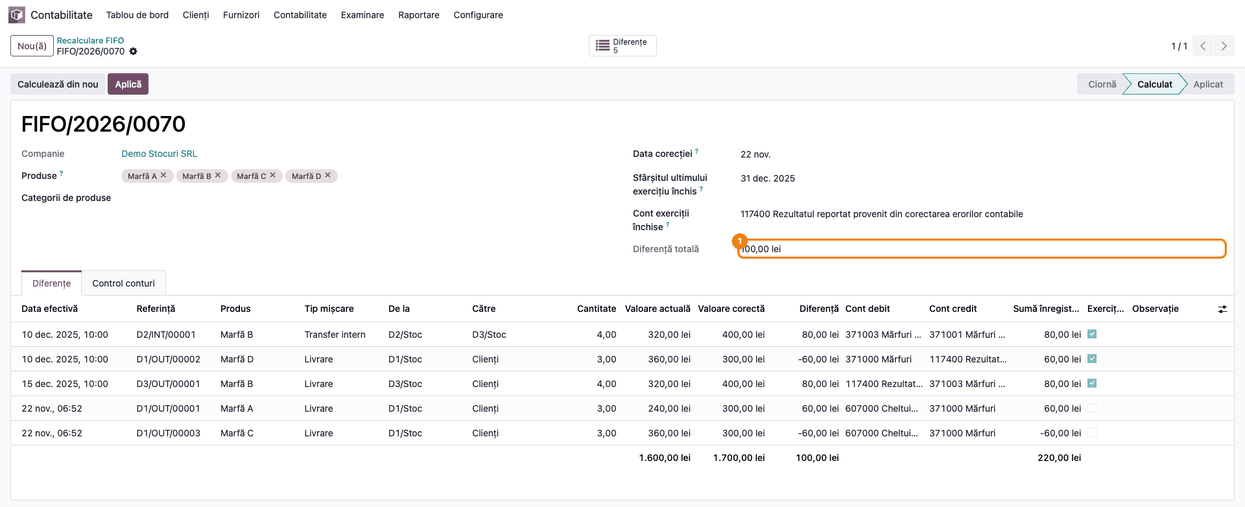 Contabilitate Tablou de bord Clienți Furnizori Contabilitate Examinare Raportare Configurare
Nou(ă) Recalculare FIFO
FIFO/2026/0070
Diferențe
5
1 / 1
Calculează din nou Aplică Ciornă Calculat Aplicat
FIFO/2026/0070
Companie Demo Stocuri SRL
Produse ? Marfă A × Marfă B × Marfă C × Marfă D ×
Categorii de produse
Data corecției ? 22 nov.
Sfârșitul ultimului
exercițiu închis ? 31 dec. 2025
Cont exerciții
închise ? 117400 Rezultatul reportat provenit din corectarea erorilor contabile
1
Diferență totală 100,00 lei
Diferențe Control conturi
Data efectivă Referință Produs Tip mișcare De la Către Cantitate Valoare actuală Valoare corectă Diferență Cont debit Cont credit Sumă înregist... Exerciț... Observație
10 dec. 2025, 10:00 D2/INT/00001 Marfă B Transfer intern D2/Stoc D3/Stoc 4,00 320,00 lei 400,00 lei 80,00 lei 371003 Mărfuri ... 371001 Mărfuri ... 80,00 lei
10 dec. 2025, 10:00 D1/OUT/00002 Marfă D Livrare D1/Stoc Clienți 3,00 360,00 lei 300,00 lei -60,00 lei 371000 Mărfuri 117400 Rezultat... 60,00 lei
15 dec. 2025, 10:00 D3/OUT/00001 Marfă B Livrare D3/Stoc Clienți 4,00 320,00 lei 400,00 lei 80,00 lei 117400 Rezultat... 371003 Mărfuri ... 80,00 lei
22 nov., 06:52 D1/OUT/00001 Marfă A Livrare D1/Stoc Clienți 3,00 240,00 lei 300,00 lei 60,00 lei 607000 Cheltui... 371000 Mărfuri 60,00 lei
22 nov., 06:52 D1/OUT/00003 Marfă C Livrare D1/Stoc Clienți 3,00 360,00 lei 300,00 lei -60,00 lei 607000 Cheltui... 371000 Mărfuri -60,00 lei
1.600,00 lei 1.700,00 lei 100,00 lei 220,00 lei